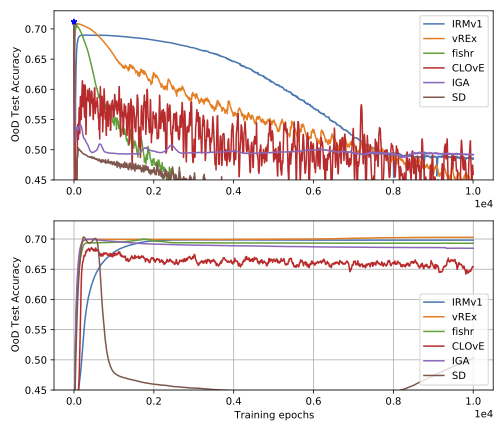 OoD Test Accuracy
0.70
0.65
0.60
0.55
0.50
0.45
IRMv1
vREx
fishr
CLOvE
IGA
SD
0.0 0.2 0.4 0.6 0.8 1.0
1e4
OoD Test Accuracy
0.70
0.65
0.60
0.55
0.50
0.45
IRMv1
vREx
fishr
CLOvE
IGA
SD
0.0 0.2 0.4 0.6 0.8 1.0
Training epochs
1e4